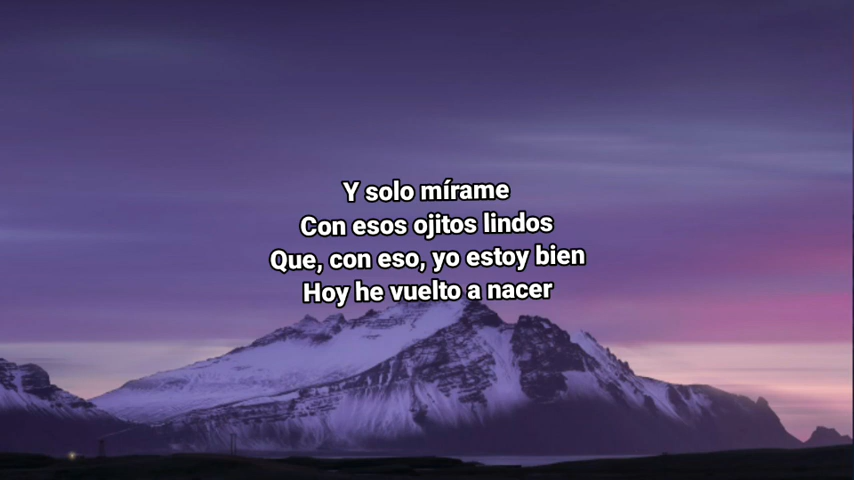 Y solo mírame
Con esos ojitos lindos
Que, con eso, yo estoy bien
Hoy he vuelto a nacer